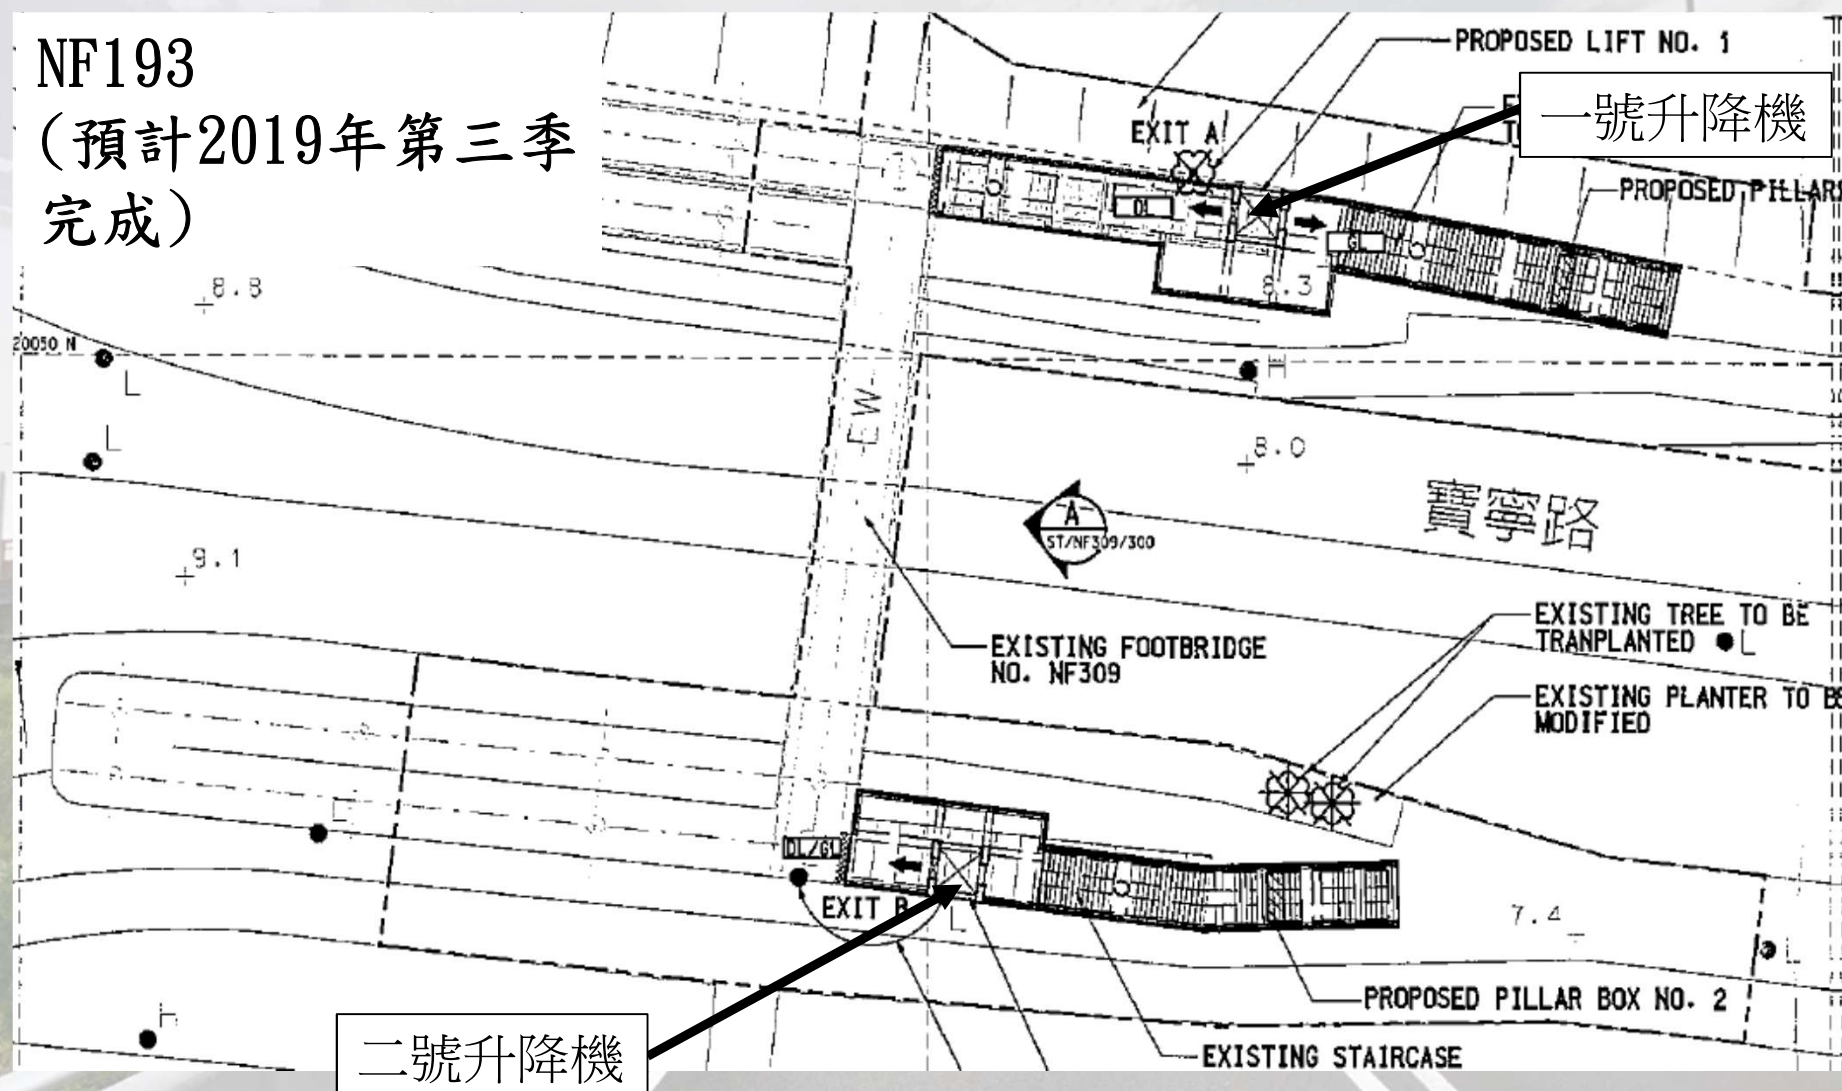 NF193
(預計2019年第三季
完成)
PROPOSED LIFT NO. 1
一號升降機
EXIT A
PROPOSED PILLAR
DL
GL
8.3
8.8
20050 N
L
H
EW
L
8.0
寶寧路
A
ST/NF309/300
9.1
EXISTING TREE TO BE
TRANPLANTED
L
EXISTING FOOTBRIDGE
NO. NF309
EXISTING PLANTER TO BE
MODIFIED
DL/GL
EXIT B
L
7.4
L
PROPOSED PILLAR BOX NO. 2
二號升降機
EXISTING STAIRCASE